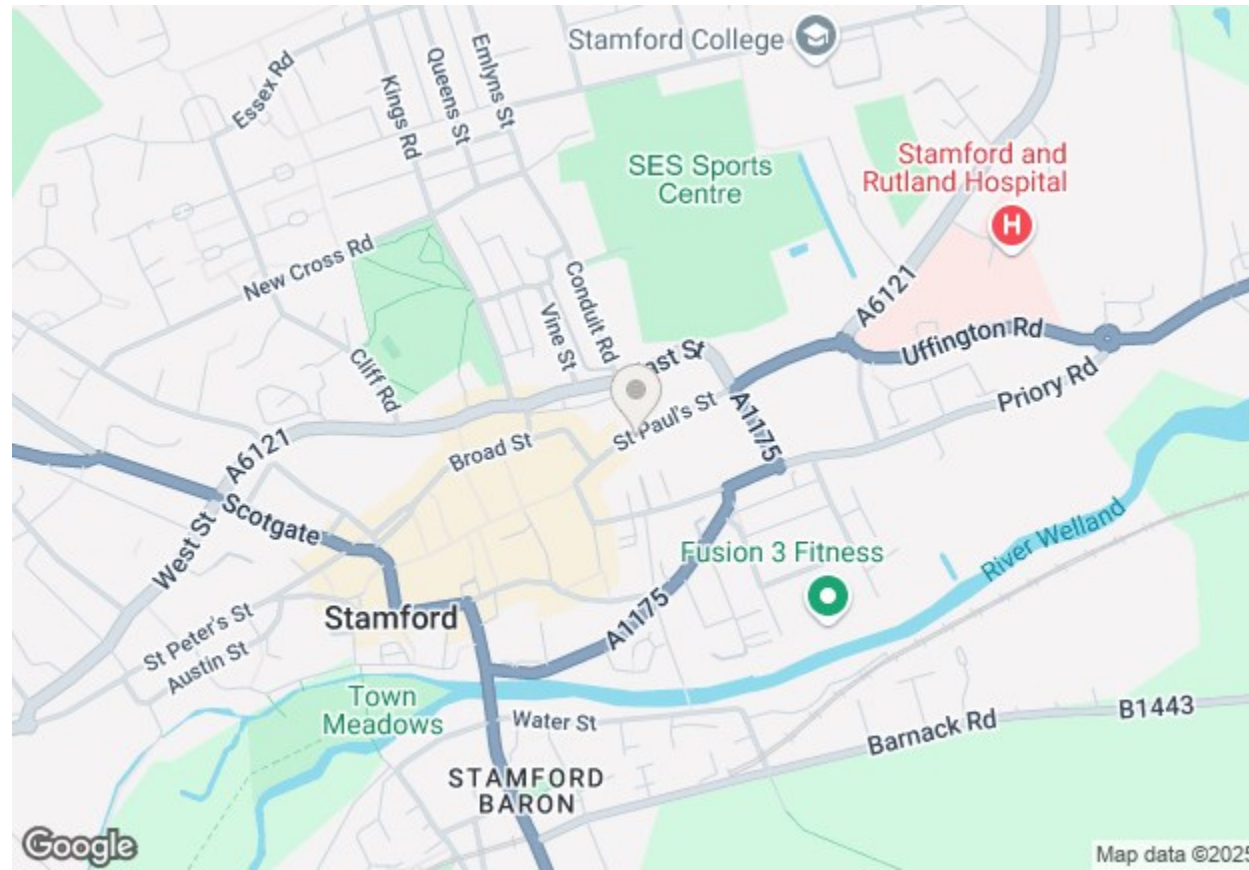 Stamford College
Essex Rd
Kings Rd
Queens St
Emlyns St
SES Sports
Centre
Stamford and
Rutland Hospital
H
New Cross Rd
Conduit Rd
Vine St
A6121
Uffington Rd
Cliff Rd
East St
Priory Rd
St Paul's St
A1175
Broad St
A6121
Scotgate
West St
River Welland
Fusion 3 Fitness
Stamford
A1175
St Peter's St
Austin St
Town
Meadows
Water St
B1443
Barnack Rd
STAMFORD
BARON
Google
Map data ©2025